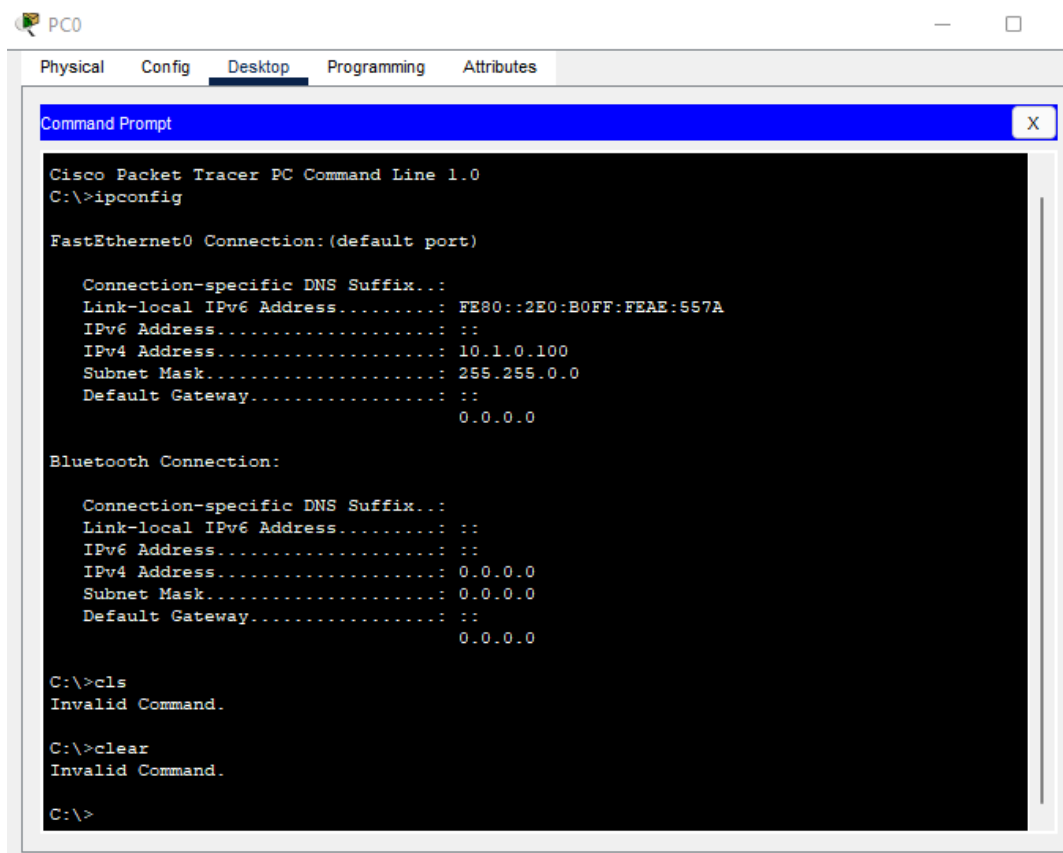 PC0
Physical Config Desktop Programming Attributes
Command Prompt
X
Cisco Packet Tracer PC Command Line 1.0
C:\>ipconfig
FastEthernet0 Connection:(default port)
Connection-specific DNS Suffix..:
Link-local IPv6 Address.........: FE80::2E0:B0FF:FEAE:557A
IPv6 Address....................: ::
IPv4 Address....................: 10.1.0.100
Subnet Mask.....................: 255.255.0.0
Default Gateway.................: ::
0.0.0.0
Bluetooth Connection:
Connection-specific DNS Suffix..:
Link-local IPv6 Address.........: ::
IPv6 Address....................: ::
IPv4 Address....................: 0.0.0.0
Subnet Mask.....................: 0.0.0.0
Default Gateway.................: ::
0.0.0.0
C:\>cls
Invalid Command.
C:\>clear
Invalid Command.
C:\>